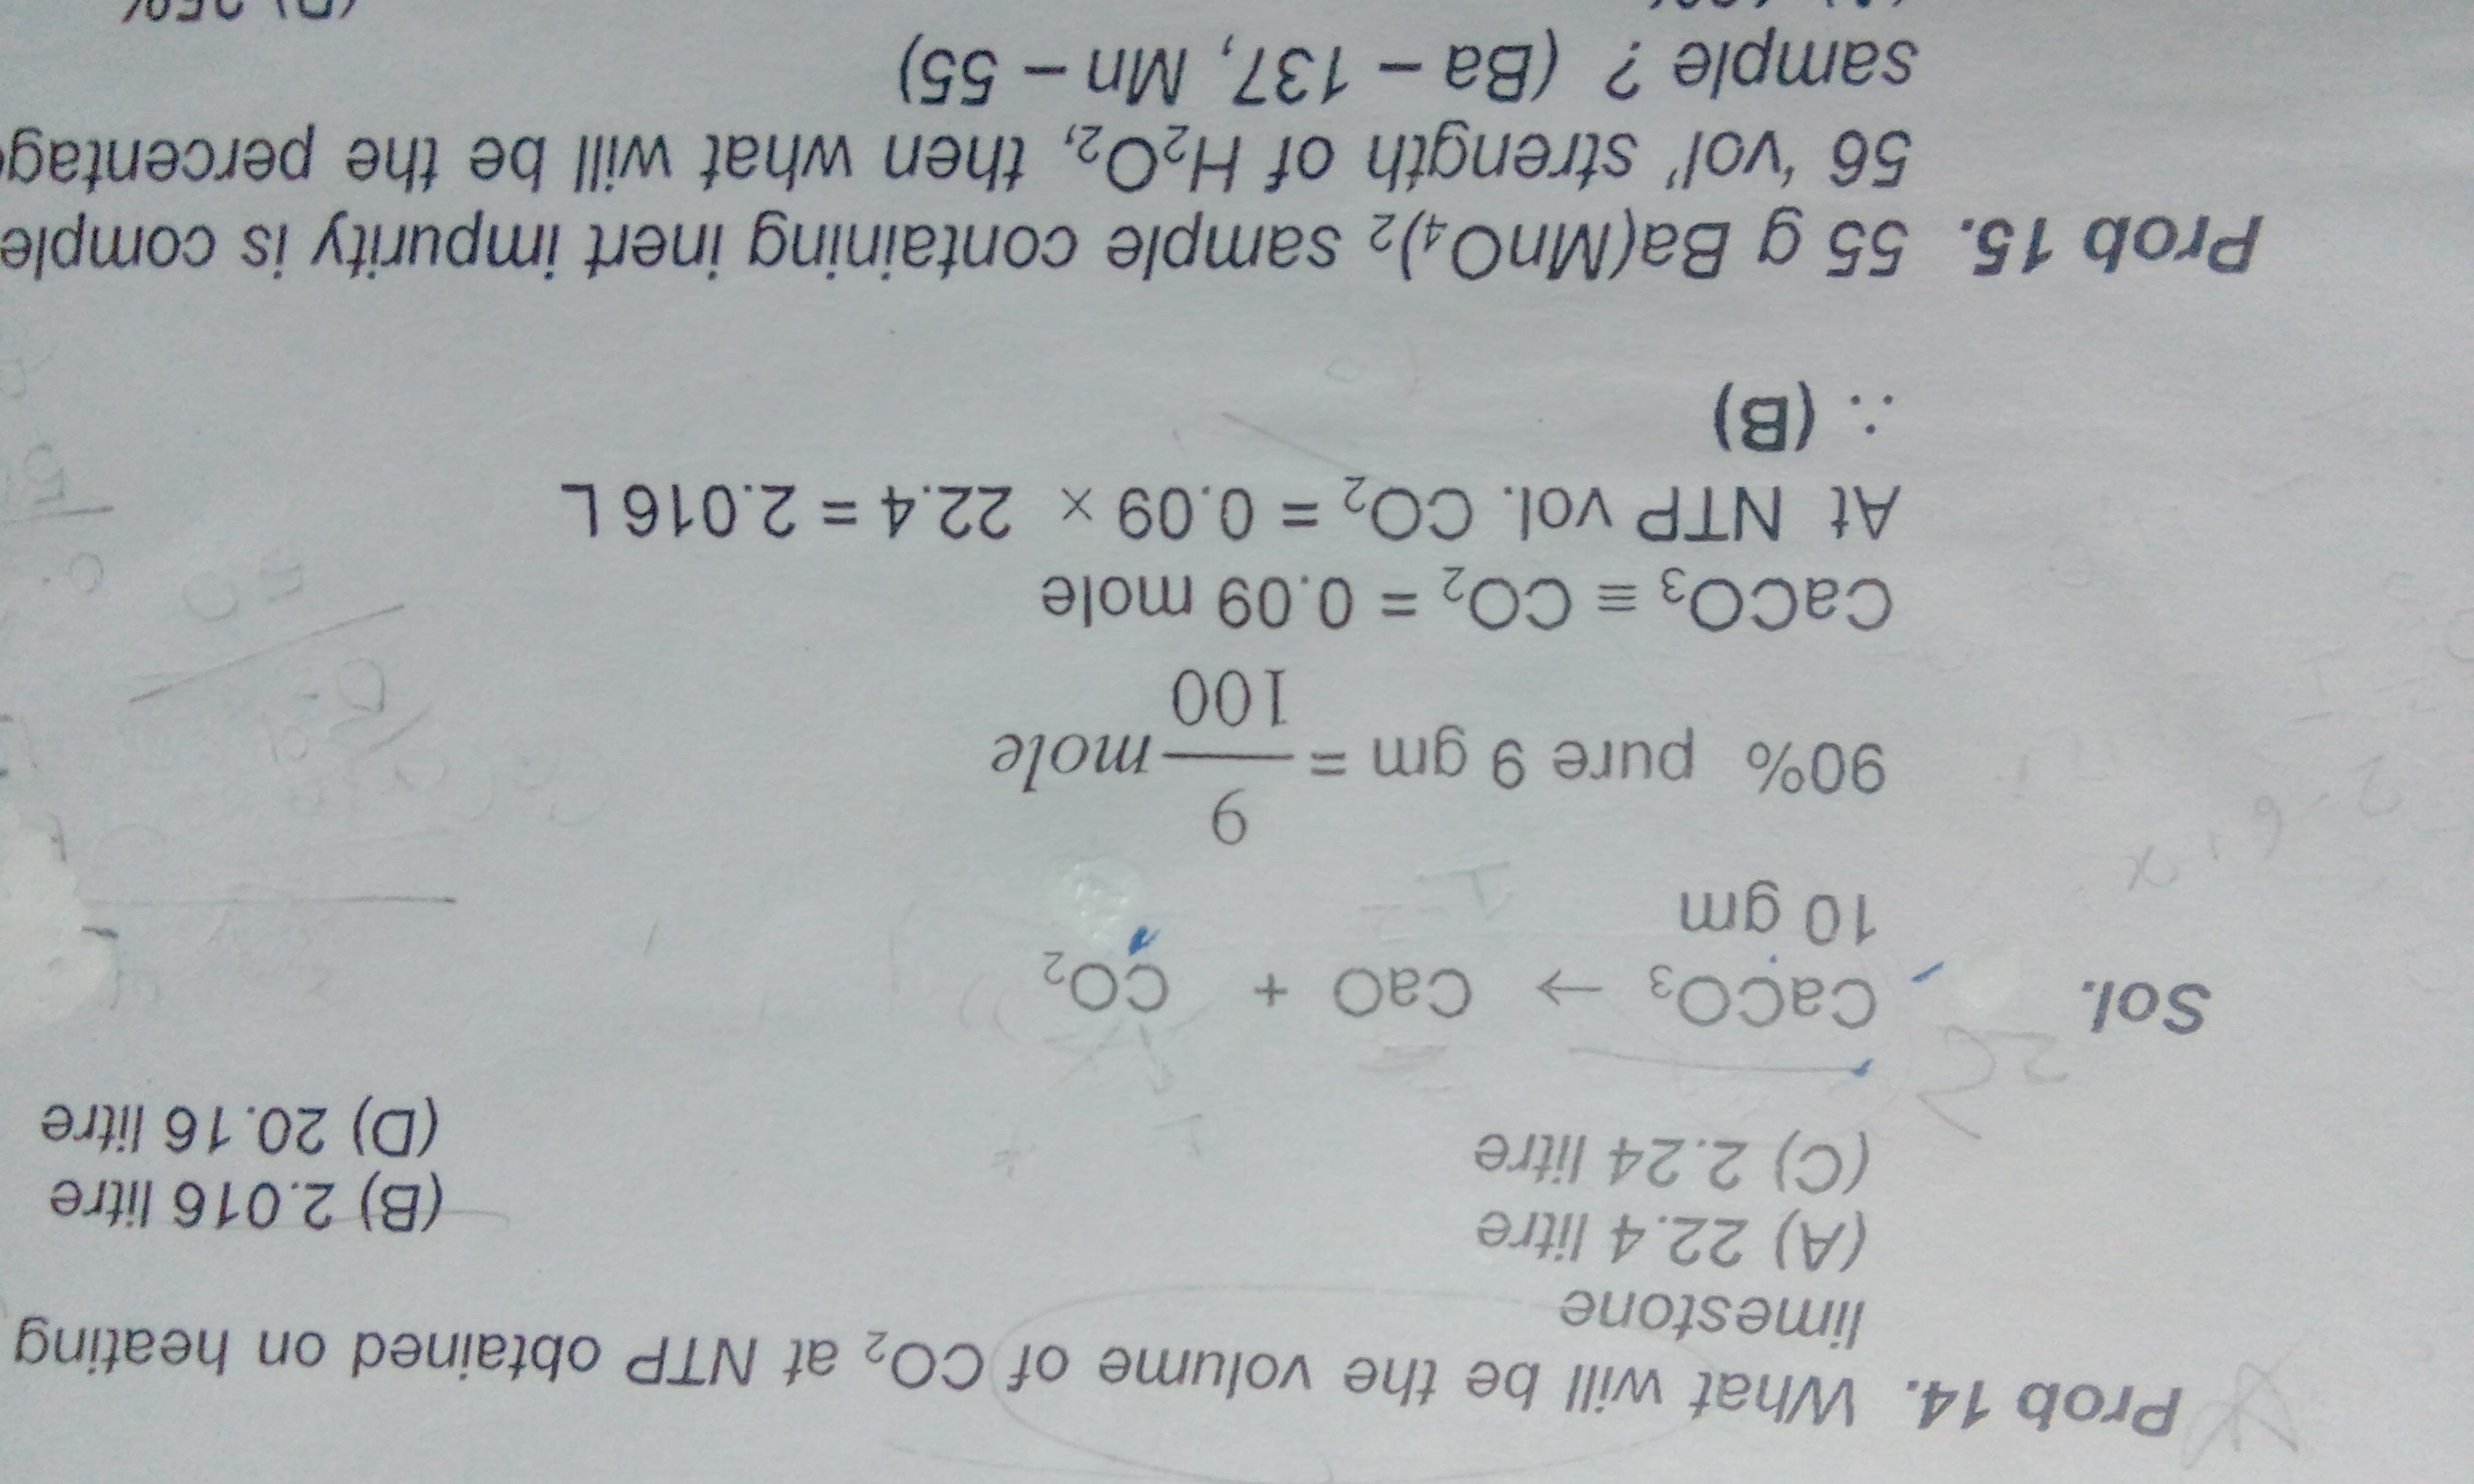 Prob 14. What will be the volume of CO₂ at NTP obtained on heating
limestone
(A) 22.4 litre (B) 2.016 litre
(C) 2.24 litre (D) 20.16 litre
Sol. CaCO₃ → CaO + CO₂
10 gm
90% pure 9 gm = 9/100 mole
CaCO₃ ≡ CO₂ = 0.09 mole
At NTP vol. CO₂ = 0.09 × 22.4 = 2.016 L
∴ (B)
Prob 15. 55 g Ba(MnO₄)₂ sample containing inert impurity is comple
56 'vol' strength of H₂O₂, then what will be the percentag
sample ? (Ba – 137, Mn – 55)